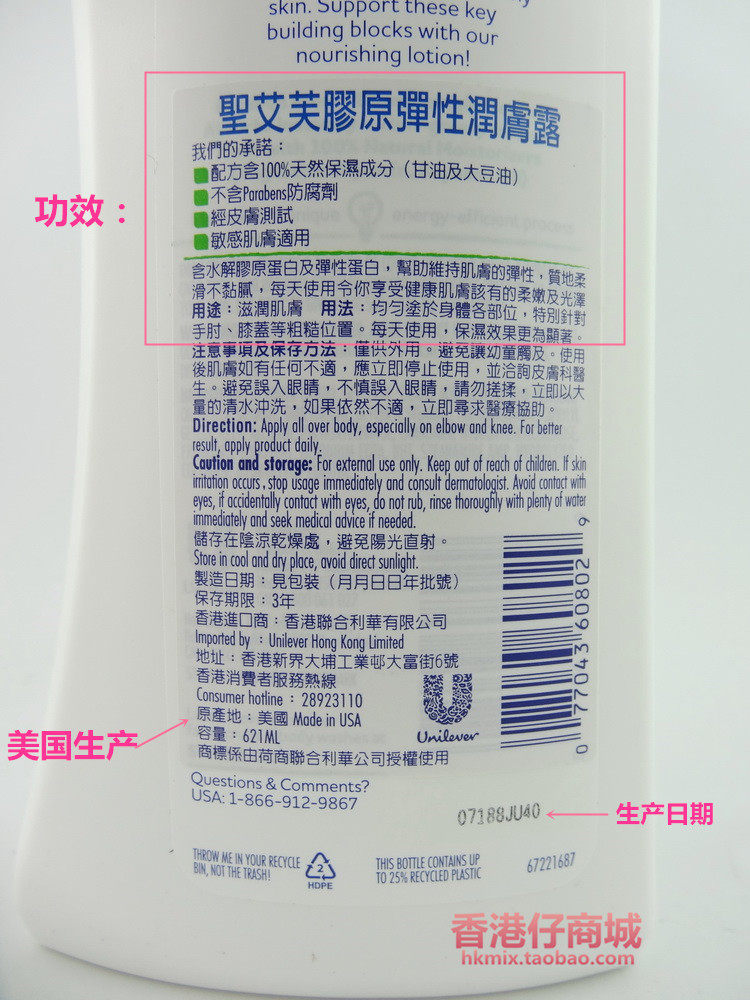 skin. Support these key
building blocks with our
nourishing lotion!
聖艾芙膠原彈性潤膚露
我們的承諾：
配方含100%天然保濕成分（甘油及大豆油）
不含Parabens防腐劑
經皮膚測試
敏感肌膚適用
功效：
含水解膠原蛋白及彈性蛋白，幫助維持肌膚的彈性，質地柔
滑不黏膩，每天使用令你享受健康肌膚該有的柔嫩及光澤
用途：滋潤肌膚 用法：均勻塗於身體各部位，特別針對
手肘、膝蓋等粗糙位置。每天使用，保濕效果更為顯著。
注意事項及保存方法：僅供外用。避免讓幼童觸及。使用
後肌膚如有任何不適，應立即停止使用，並洽詢皮膚科醫
生。避免誤入眼睛，不慎誤入眼睛，請勿搓揉，立即以大
量的清水沖洗，如果依然不適，立即尋求醫療協助。
Direction: Apply all over body, especially on elbow and knee. For better
result, apply product daily.
Caution and storage: For external use only. Keep out of reach of children. If skin
irritation occurs, stop usage immediately and consult dermatologist. Avoid contact with
eyes, if accidentally contact with eyes, do not rub, rinse thoroughly with plenty of water
immediately and seek medical advice if needed.
儲存在陰涼乾燥處，避免陽光直射。
Store in cool and dry place, avoid direct sunlight.
製造日期：見包裝（月月日日年批號）
保存期限：3年
香港進口商：香港聯合利華有限公司
Imported by : Unilever Hong Kong Limited
地址：香港新界大埔工業邨大富街6號
香港消費者服務熱線
Consumer hotline : 28923110
原產地：美國 Made in USA
容量：621ML
商標係由荷商聯合利華公司授權使用
Unilever
0 77043 60802 9
美国生产
Questions & Comments?
USA: 1-866-912-9867
07188JU40
生产日期
THROW ME IN YOUR RECYCLE
BIN, NOT THE TRASH!
2
HDPE
THIS BOTTLE CONTAINS UP
TO 25% RECYCLED PLASTIC
67221687
香港仔商城
hkmix.taobao.com